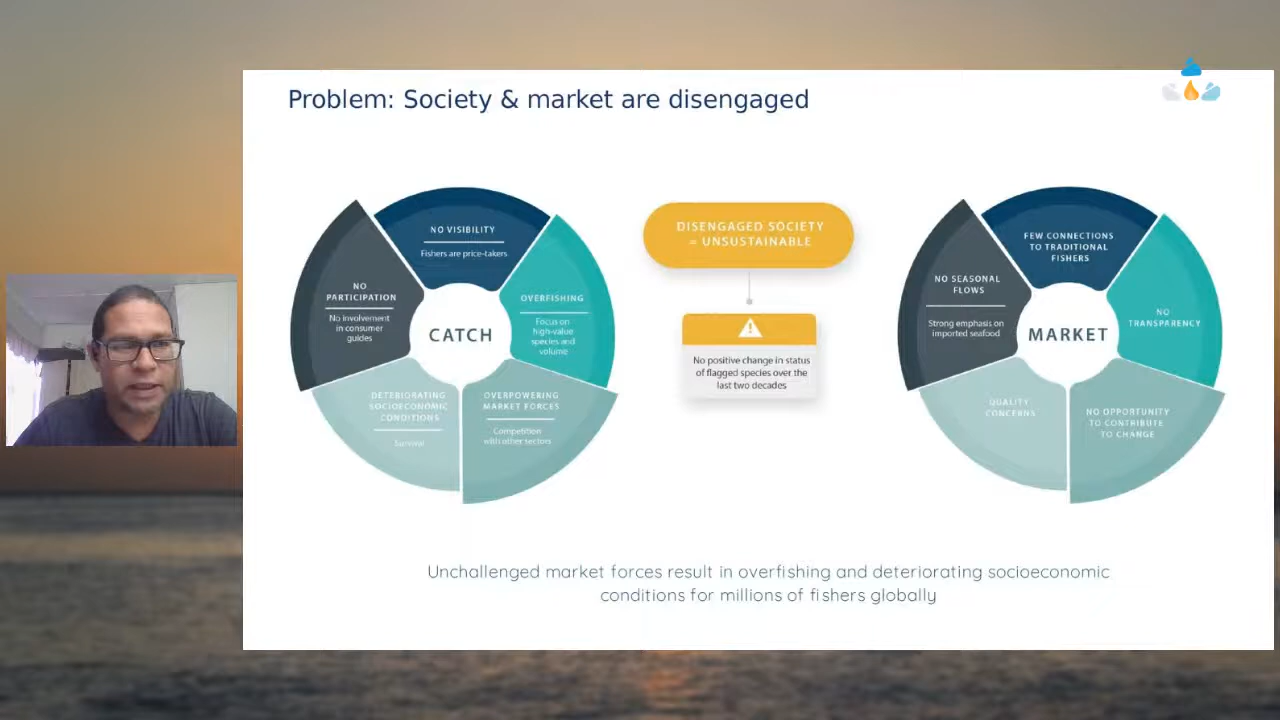 Problem: Society & market are disengaged
NO VISIBILITY
Fishers are price-takers
NO
PARTICIPATION
No involvement
in consumer
guides
OVERFISHING
Focus on
high-value
species and
volume
CATCH
DETERIORATING
SOCIOECONOMIC
CONDITIONS
Survival
OVERPOWERING
MARKET FORCES
Competition
with other sectors
DISENGAGED SOCIETY
= UNSUSTAINABLE
No positive change in status
of flagged species over the
last two decades
FEW CONNECTIONS
TO TRADITIONAL
FISHERS
NO SEASONAL
FLOWS
Strong emphasis on
imported seafood
NO
TRANSPARENCY
MARKET
QUALITY
CONCERNS
NO OPPORTUNITY
TO CONTRIBUTE
TO CHANGE
Unchallenged market forces result in overfishing and deteriorating socioeconomic
conditions for millions of fishers globally